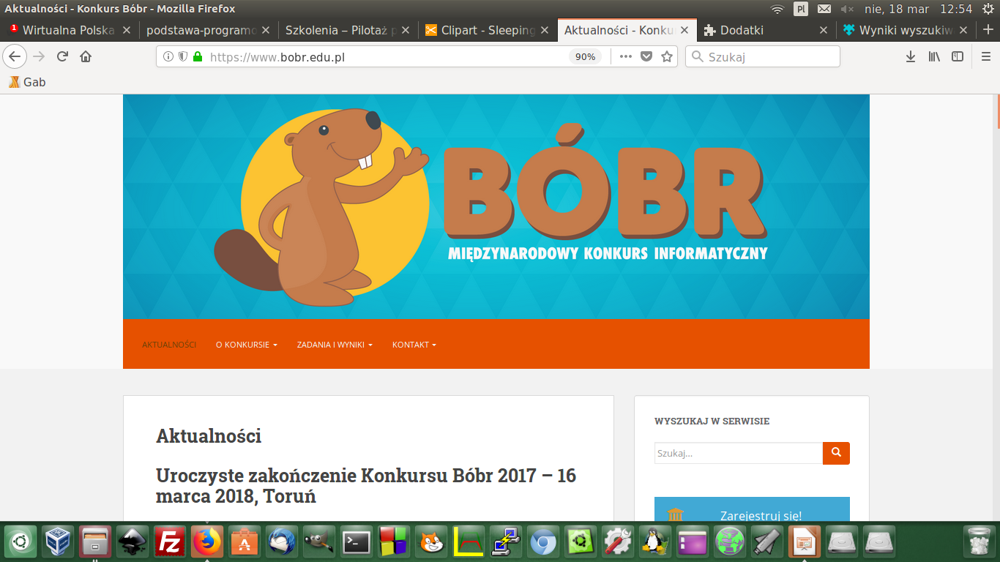 Aktualności - Konkurs Bóbr - Mozilla Firefox
Pl
nie, 18 mar 12:54
1 Wirtualna Polska
podstawa-programo
Szkolenia – Pilotaż p
Clipart - Sleeping
Aktualności - Konku
Dodatki
Wyniki wyszukiw
https://www.bobr.edu.pl
90%
Szukaj
Gab
BÓBR
MIĘDZYNARODOWY KONKURS INFORMATYCZNY
AKTUALNOŚCI
O KONKURSIE
ZADANIA I WYNIKI
KONTAKT
Aktualności
Uroczyste zakończenie Konkursu Bóbr 2017 – 16
marca 2018, Toruń
WYSZUKAJ W SERWISIE
Szukaj...
Zarejestruj się!
Fz
A
>_